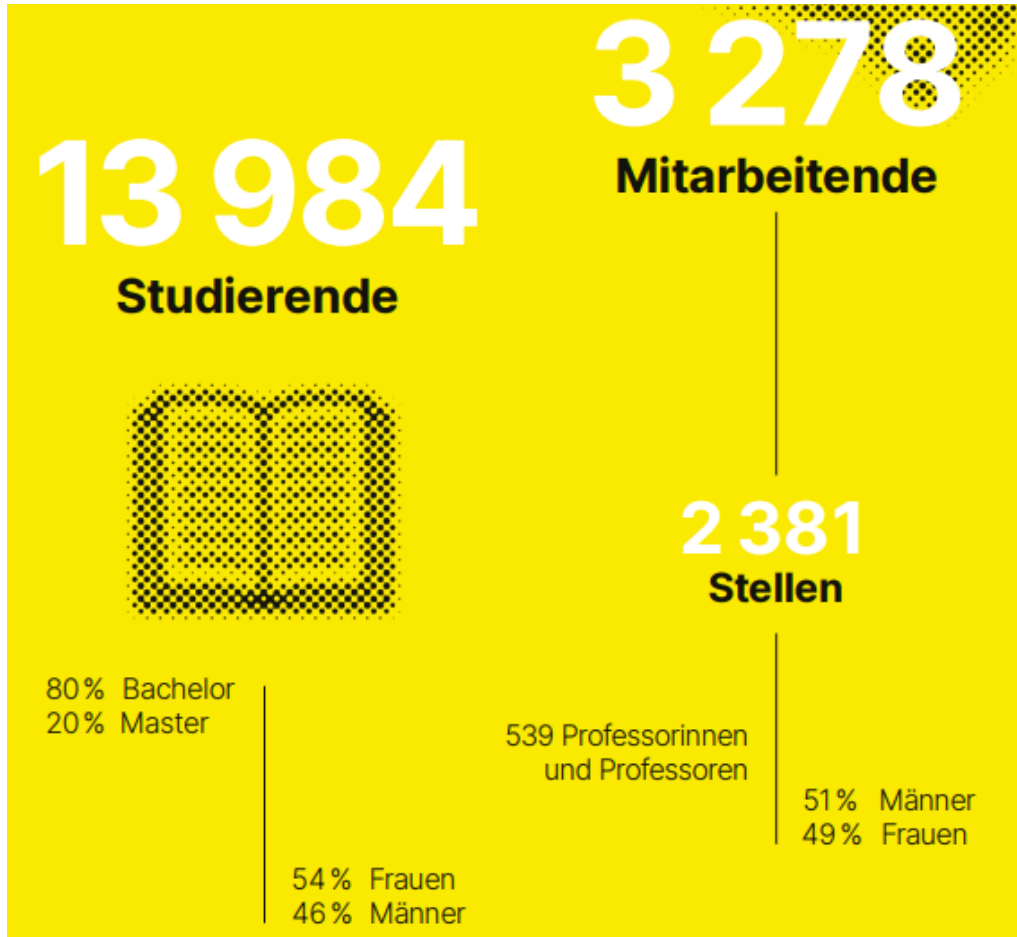 13 984
Studierende
80% Bachelor
20% Master
54% Frauen
46% Männer
3 278
Mitarbeitende
2 381
Stellen
539 Professorinnen
und Professoren
51% Männer
49% Frauen